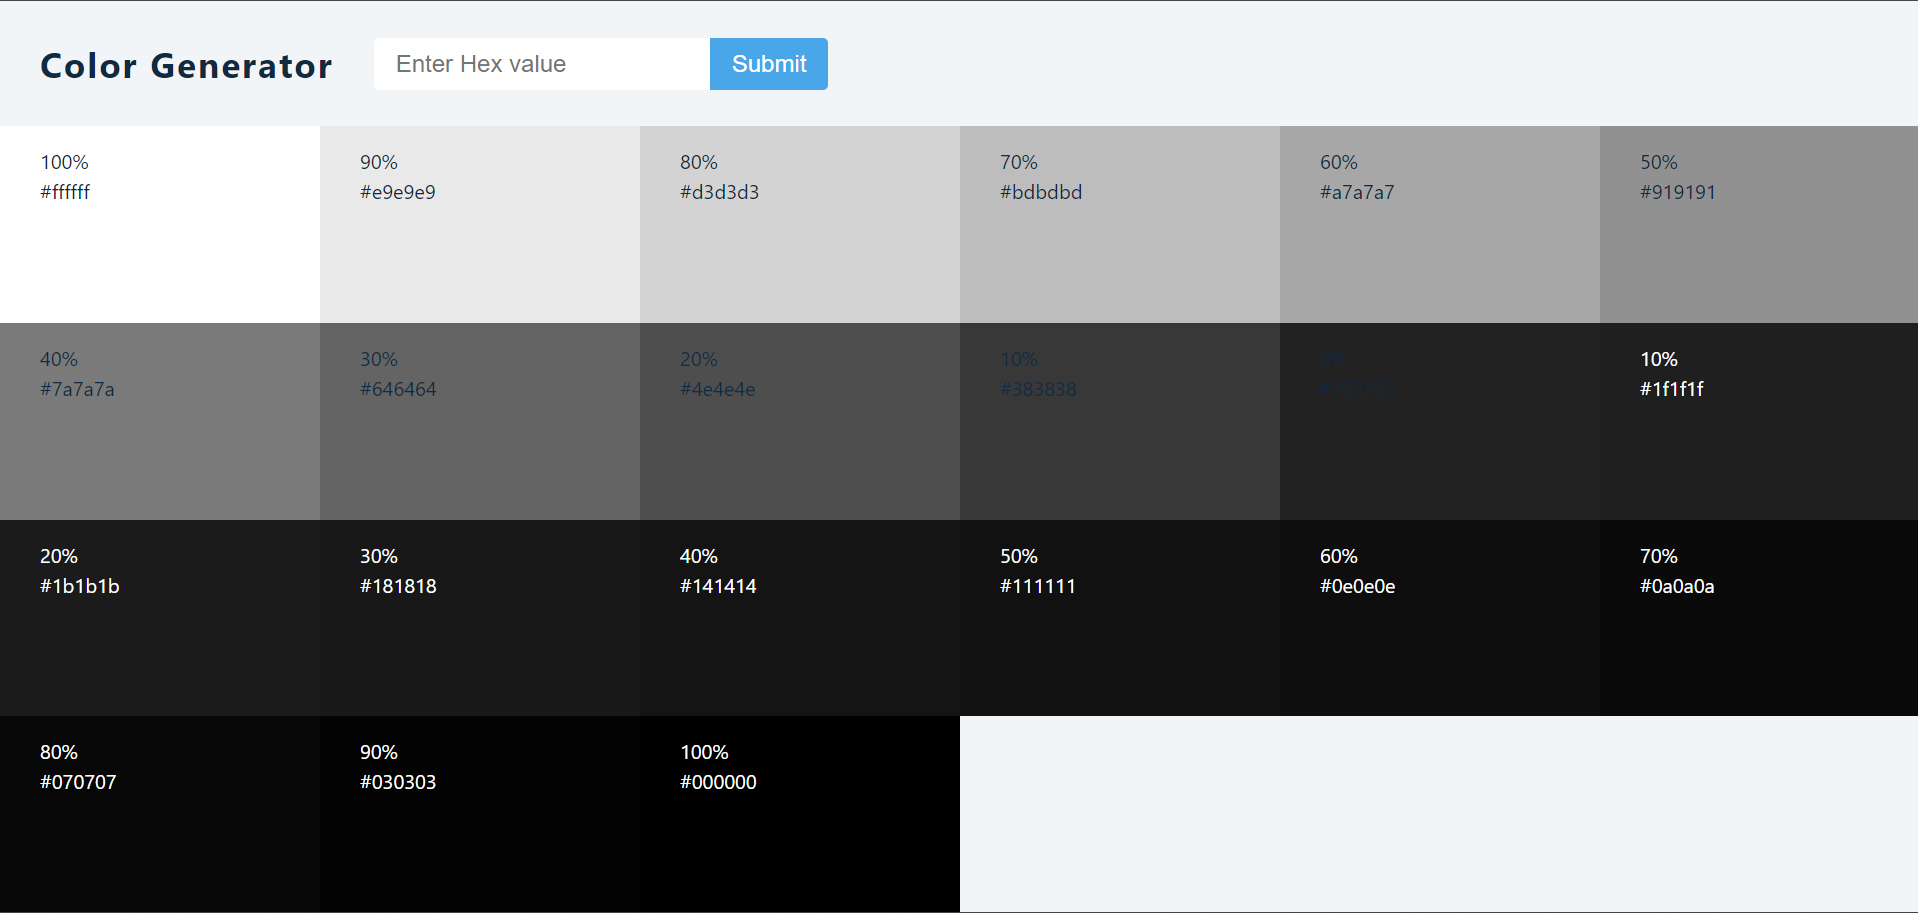 Color Generator
Enter Hex value
Submit
100%
#ffffff
90%
#e9e9e9
80%
#d3d3d3
70%
#bdbdbd
60%
#a7a7a7
50%
#919191
40%
#7a7a7a
30%
#646464
20%
#4e4e4e
10%
#383838
0%
#222222
10%
#1f1f1f
20%
#1b1b1b
30%
#181818
40%
#141414
50%
#111111
60%
#0e0e0e
70%
#0a0a0a
80%
#070707
90%
#030303
100%
#000000